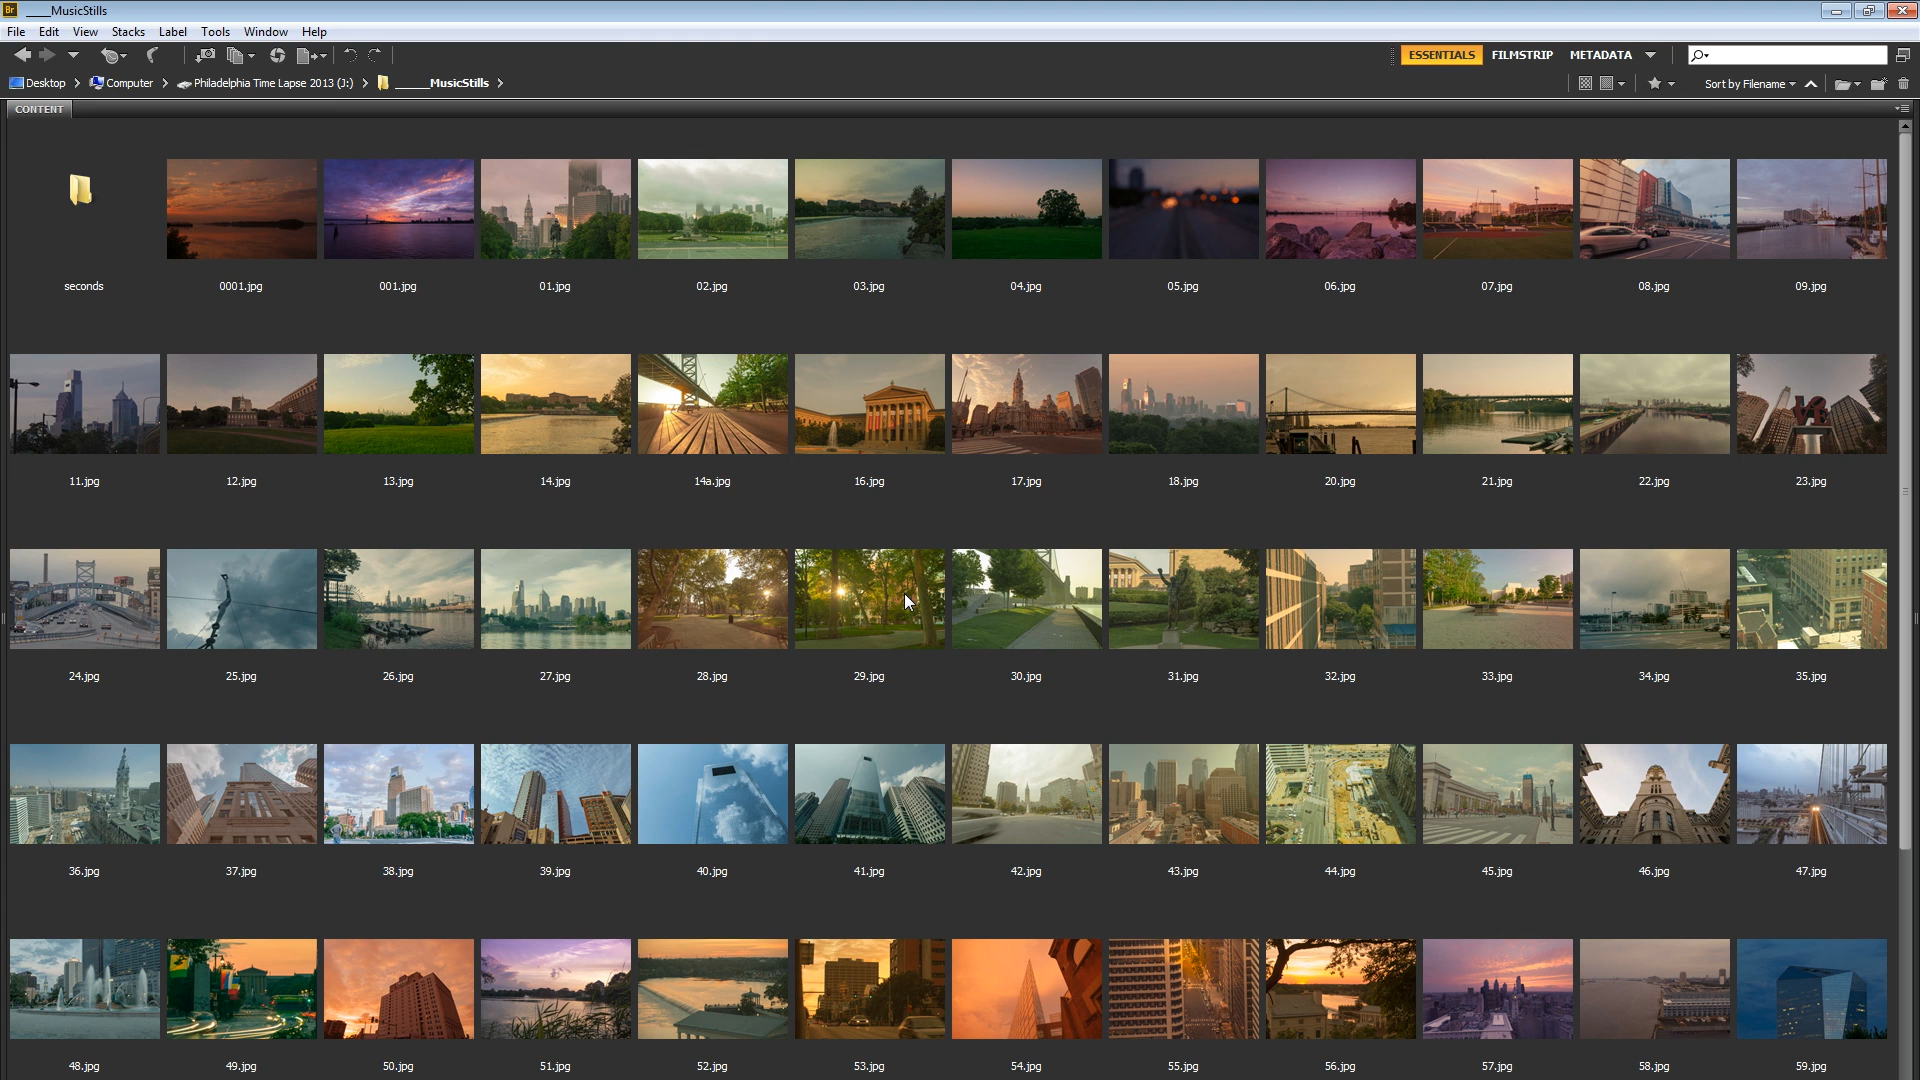 Br ____MusicStills
File Edit View Stacks Label Tools Window Help
ESSENTIALS FILMSTRIP METADATA
Desktop Computer Philadelphia Time Lapse 2013 (J:) ______MusicStills Sort by Filename
CONTENT
seconds 0001.jpg 001.jpg 01.jpg 02.jpg 03.jpg 04.jpg 05.jpg 06.jpg 07.jpg 08.jpg 09.jpg
11.jpg 12.jpg 13.jpg 14.jpg 14a.jpg 16.jpg 17.jpg 18.jpg 20.jpg 21.jpg 22.jpg 23.jpg
24.jpg 25.jpg 26.jpg 27.jpg 28.jpg 29.jpg 30.jpg 31.jpg 32.jpg 33.jpg 34.jpg 35.jpg
36.jpg 37.jpg 38.jpg 39.jpg 40.jpg 41.jpg 42.jpg 43.jpg 44.jpg 45.jpg 46.jpg 47.jpg
48.jpg 49.jpg 50.jpg 51.jpg 52.jpg 53.jpg 54.jpg 55.jpg 56.jpg 57.jpg 58.jpg 59.jpg